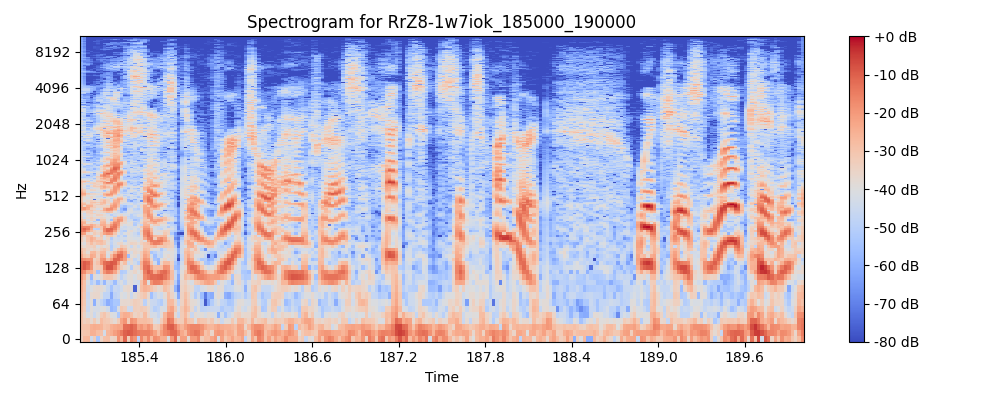 Spectrogram for RrZ8-1w7iok_185000_190000
Hz
8192
4096
2048
1024
512
256
128
64
0
185.4 186.0 186.6 187.2 187.8 188.4 189.0 189.6
Time
+0 dB
-10 dB
-20 dB
-30 dB
-40 dB
-50 dB
-60 dB
-70 dB
-80 dB